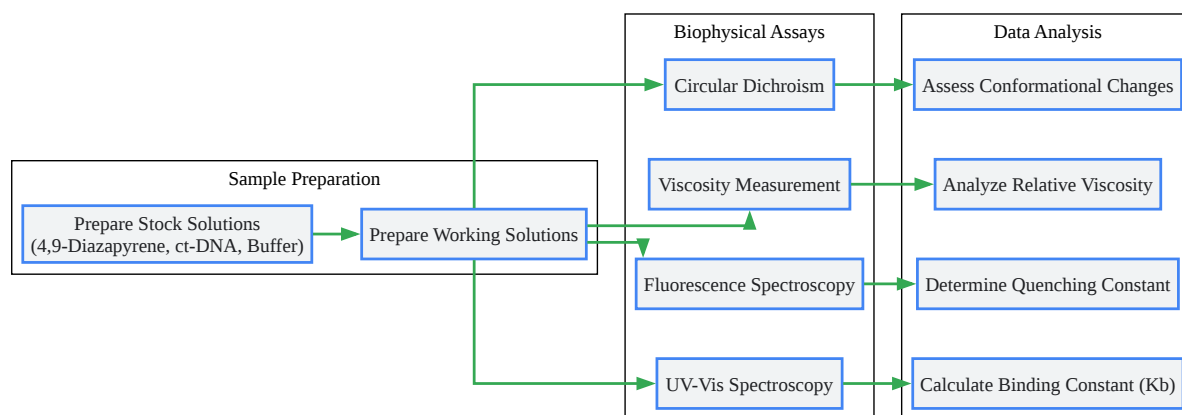 Biophysical Assays
Data Analysis
Circular Dichroism
Assess Conformational Changes
Sample Preparation
Viscosity Measurement
Analyze Relative Viscosity
Prepare Stock Solutions
(4,9-Diazapyrene, ct-DNA, Buffer)
Prepare Working Solutions
Fluorescence Spectroscopy
Determine Quenching Constant
UV-Vis Spectroscopy
Calculate Binding Constant (Kb)